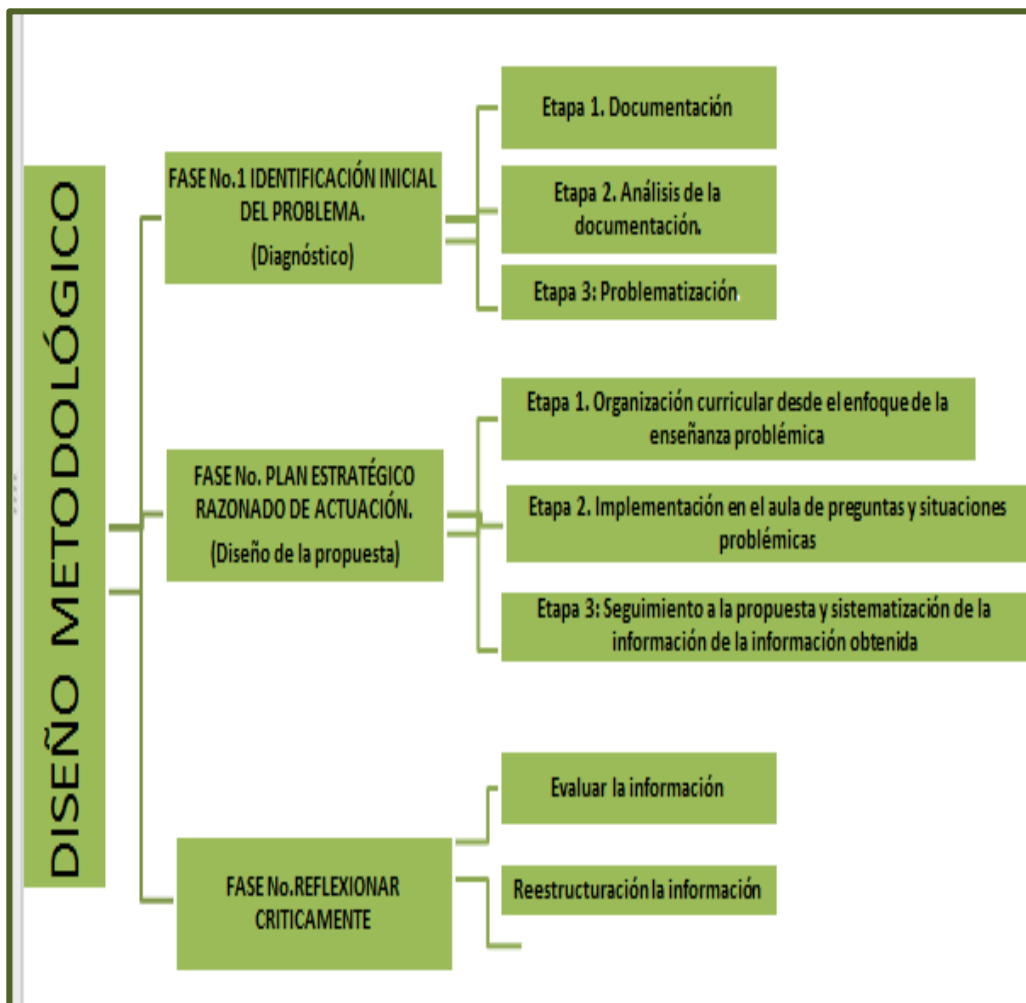 DISEÑO METODOLÓGICO
FASE No.1 IDENTIFICACIÓN INICIAL
DEL PROBLEMA.
(Diagnóstico)
Etapa 1. Documentación
Etapa 2. Análisis de la
documentación.
Etapa 3: Problematización.
FASE No. PLAN ESTRATÉGICO
RAZONADO DE ACTUACIÓN.
(Diseño de la propuesta)
Etapa 1. Organización curricular desde el enfoque de la
enseñanza problémica
Etapa 2. Implementación en el aula de preguntas y situaciones
problémicas
Etapa 3: Seguimiento a la propuesta y sistematización de la
información de la información obtenida
FASE No.REFLEXIONAR
CRITICAMENTE
Evaluar la información
Reestructuración la información